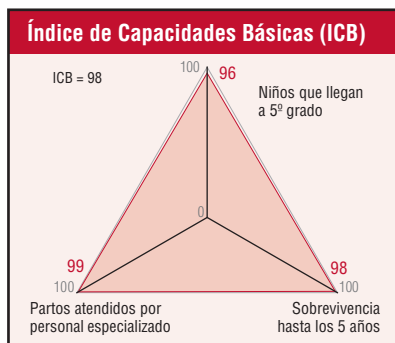 Índice de Capacidades Básicas (ICB)
ICB = 98
100
96
Niños que llegan
a 5º grado
0
99
100
98
100
Partos atendidos por
personal especializado
Sobrevivencia
hasta los 5 años